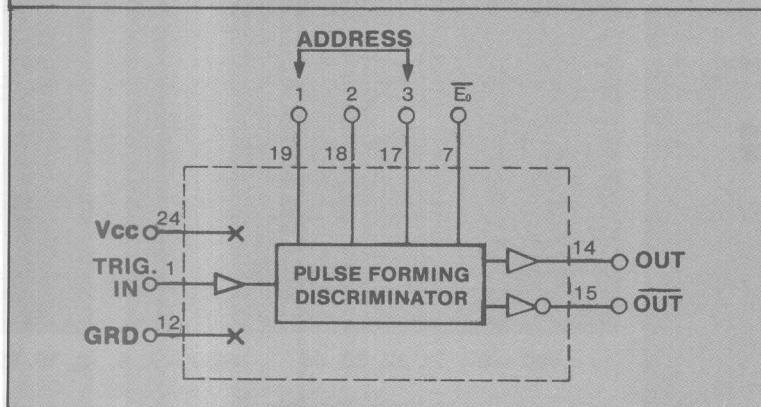 ADDRESS
1 2 3 E̅₀
19 18 17 7
Vcc 24
TRIG. IN 1
GRD 12
PULSE FORMING
DISCRIMINATOR
14 OUT
15 O̅U̅T̅